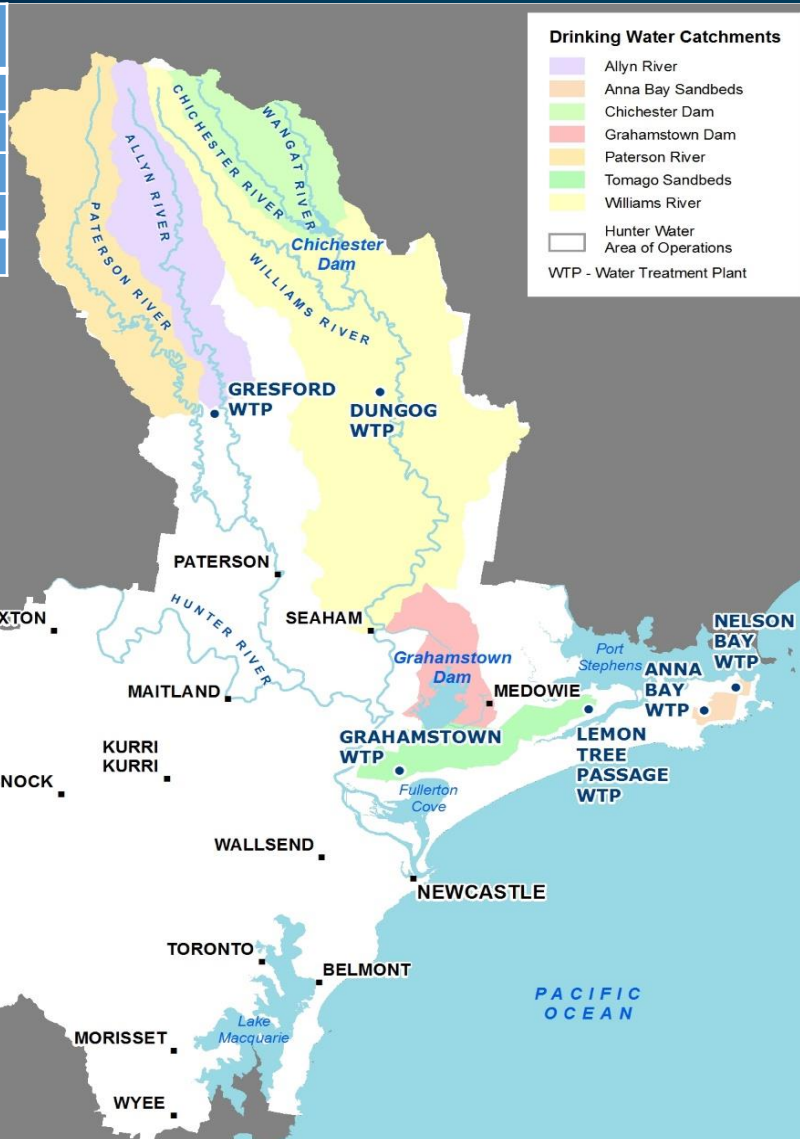 Drinking Water Catchments
Allyn River
Anna Bay Sandbeds
Chichester Dam
Grahamstown Dam
Paterson River
Tomago Sandbeds
Williams River
Hunter Water
Area of Operations
WTP - Water Treatment Plant
CHICHESTER RIVER
WANGAT RIVER
ALLYN RIVER
PATERSON RIVER
Chichester
Dam
WILLIAMS RIVER
GRESFORD
WTP
DUNGOG
WTP
PATERSON
HUNTER RIVER
XTON
SEAHAM
Grahamstown
Dam
Port
Stephens
NELSON
BAY
WTP
ANNA
BAY
WTP
MAITLAND
MEDOWIE
GRAHAMSTOWN
WTP
LEMON
TREE
PASSAGE
WTP
KURRI
KURRI
NOCK
Fullerton
Cove
WALLSEND
NEWCASTLE
TORONTO
BELMONT
PACIFIC
OCEAN
Lake
Macquarie
MORISSET
WYEE